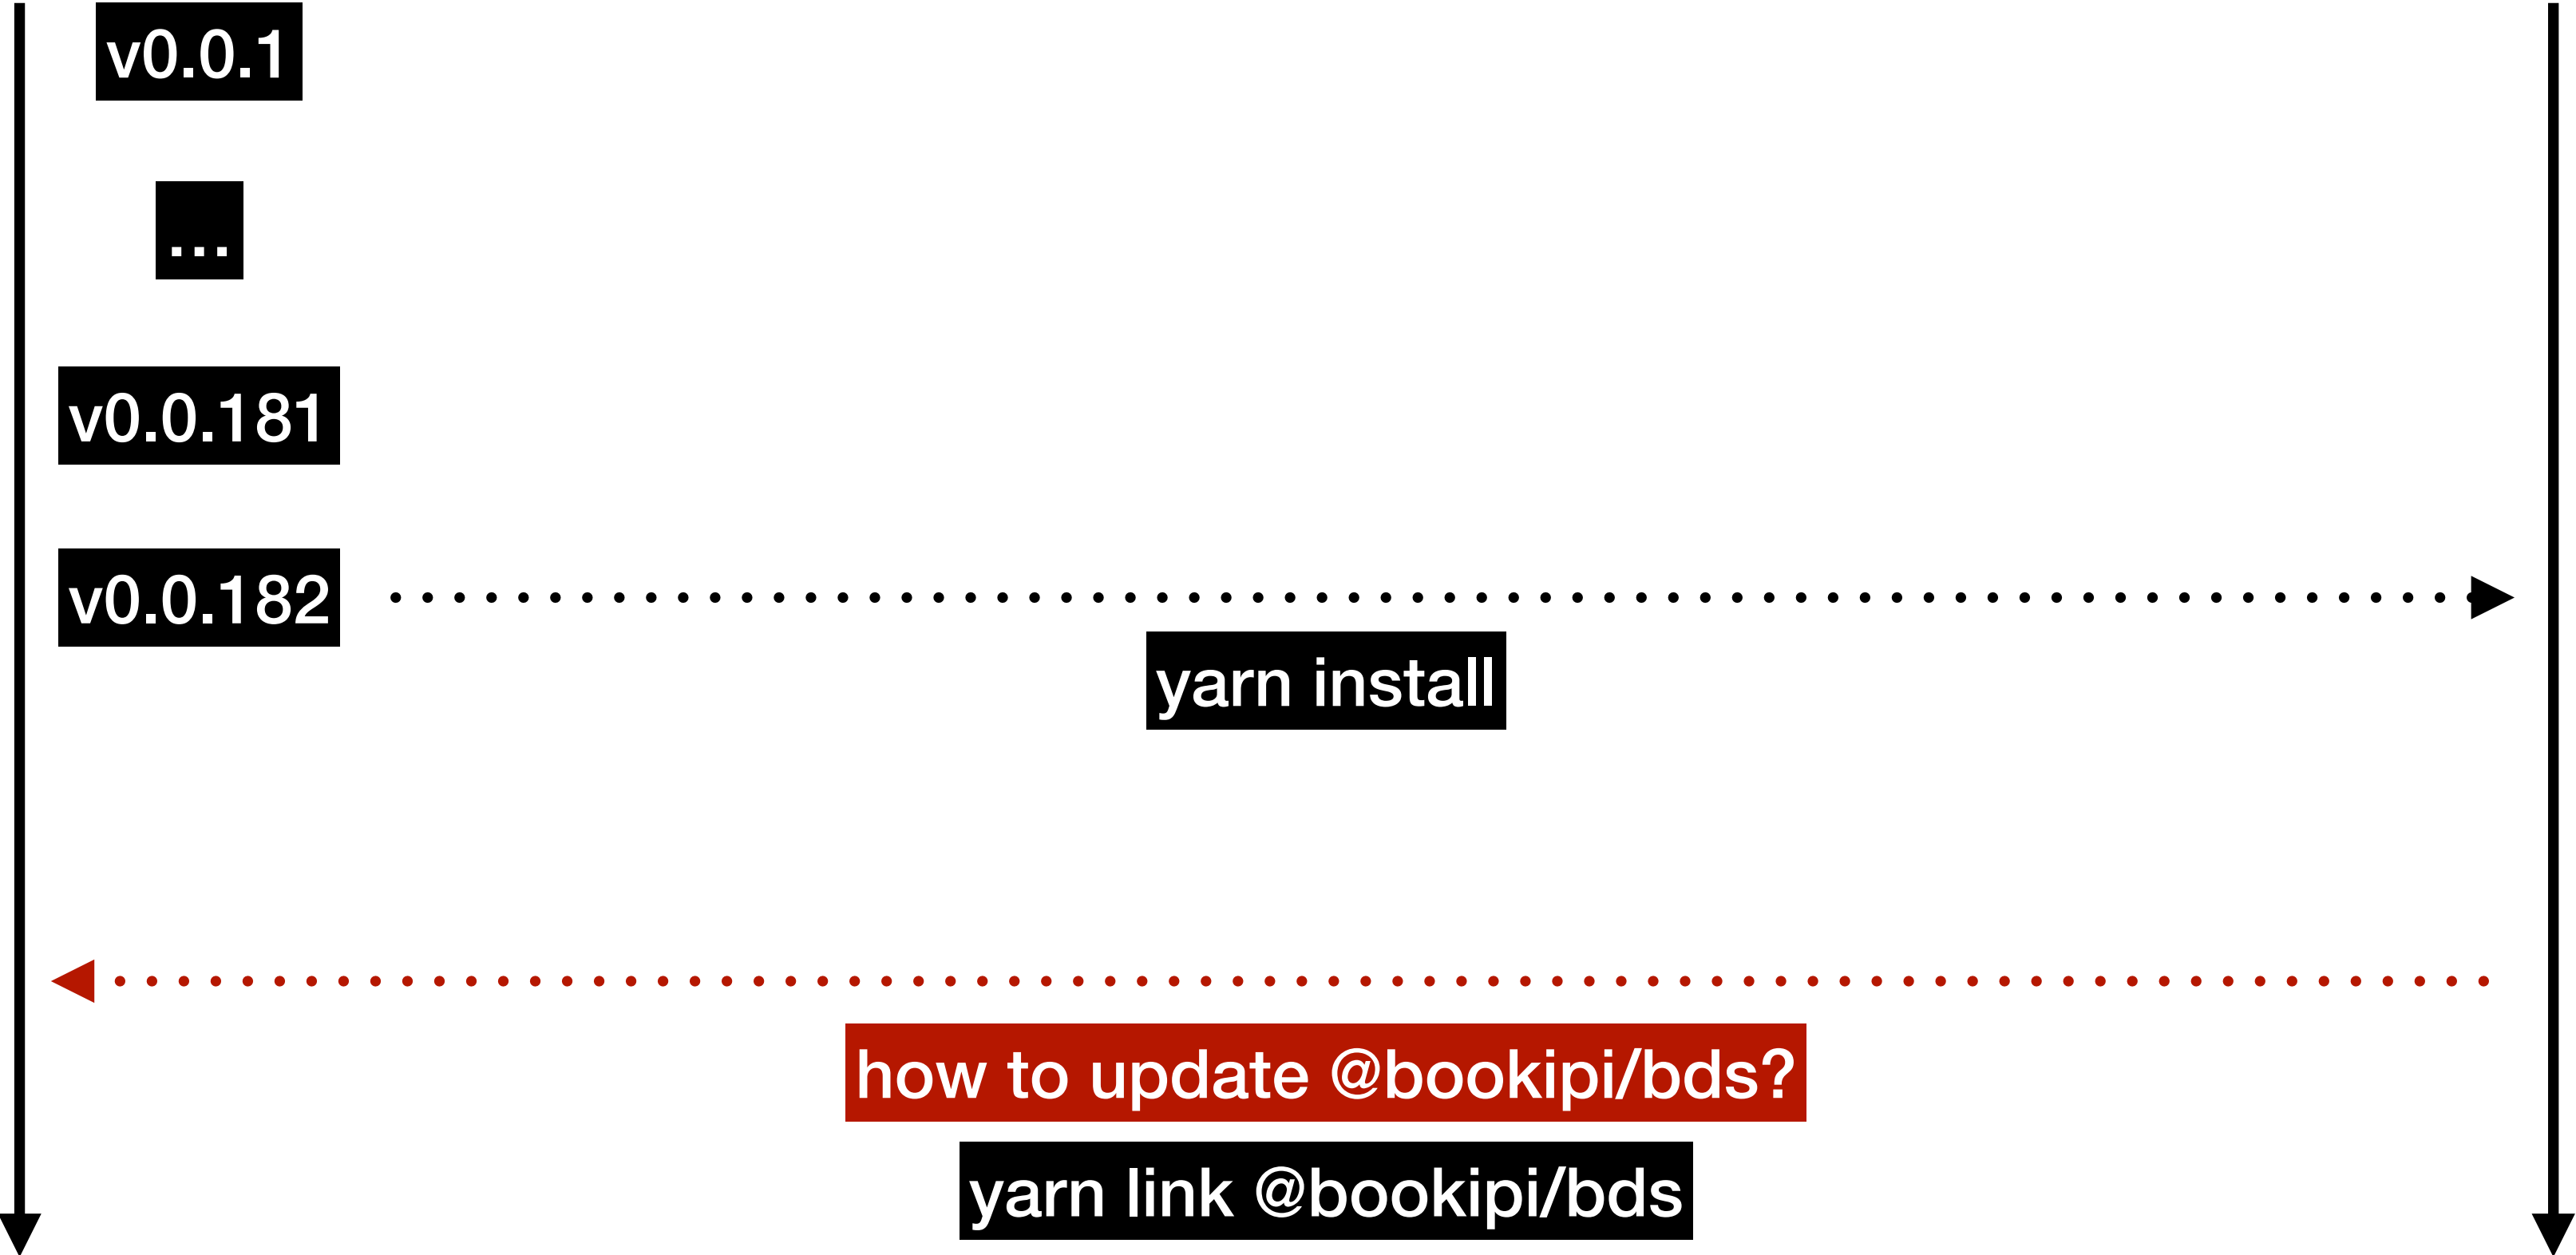 v0.0.1
...
v0.0.181
v0.0.182
yarn install
how to update @bookipi/bds?
yarn link @bookipi/bds